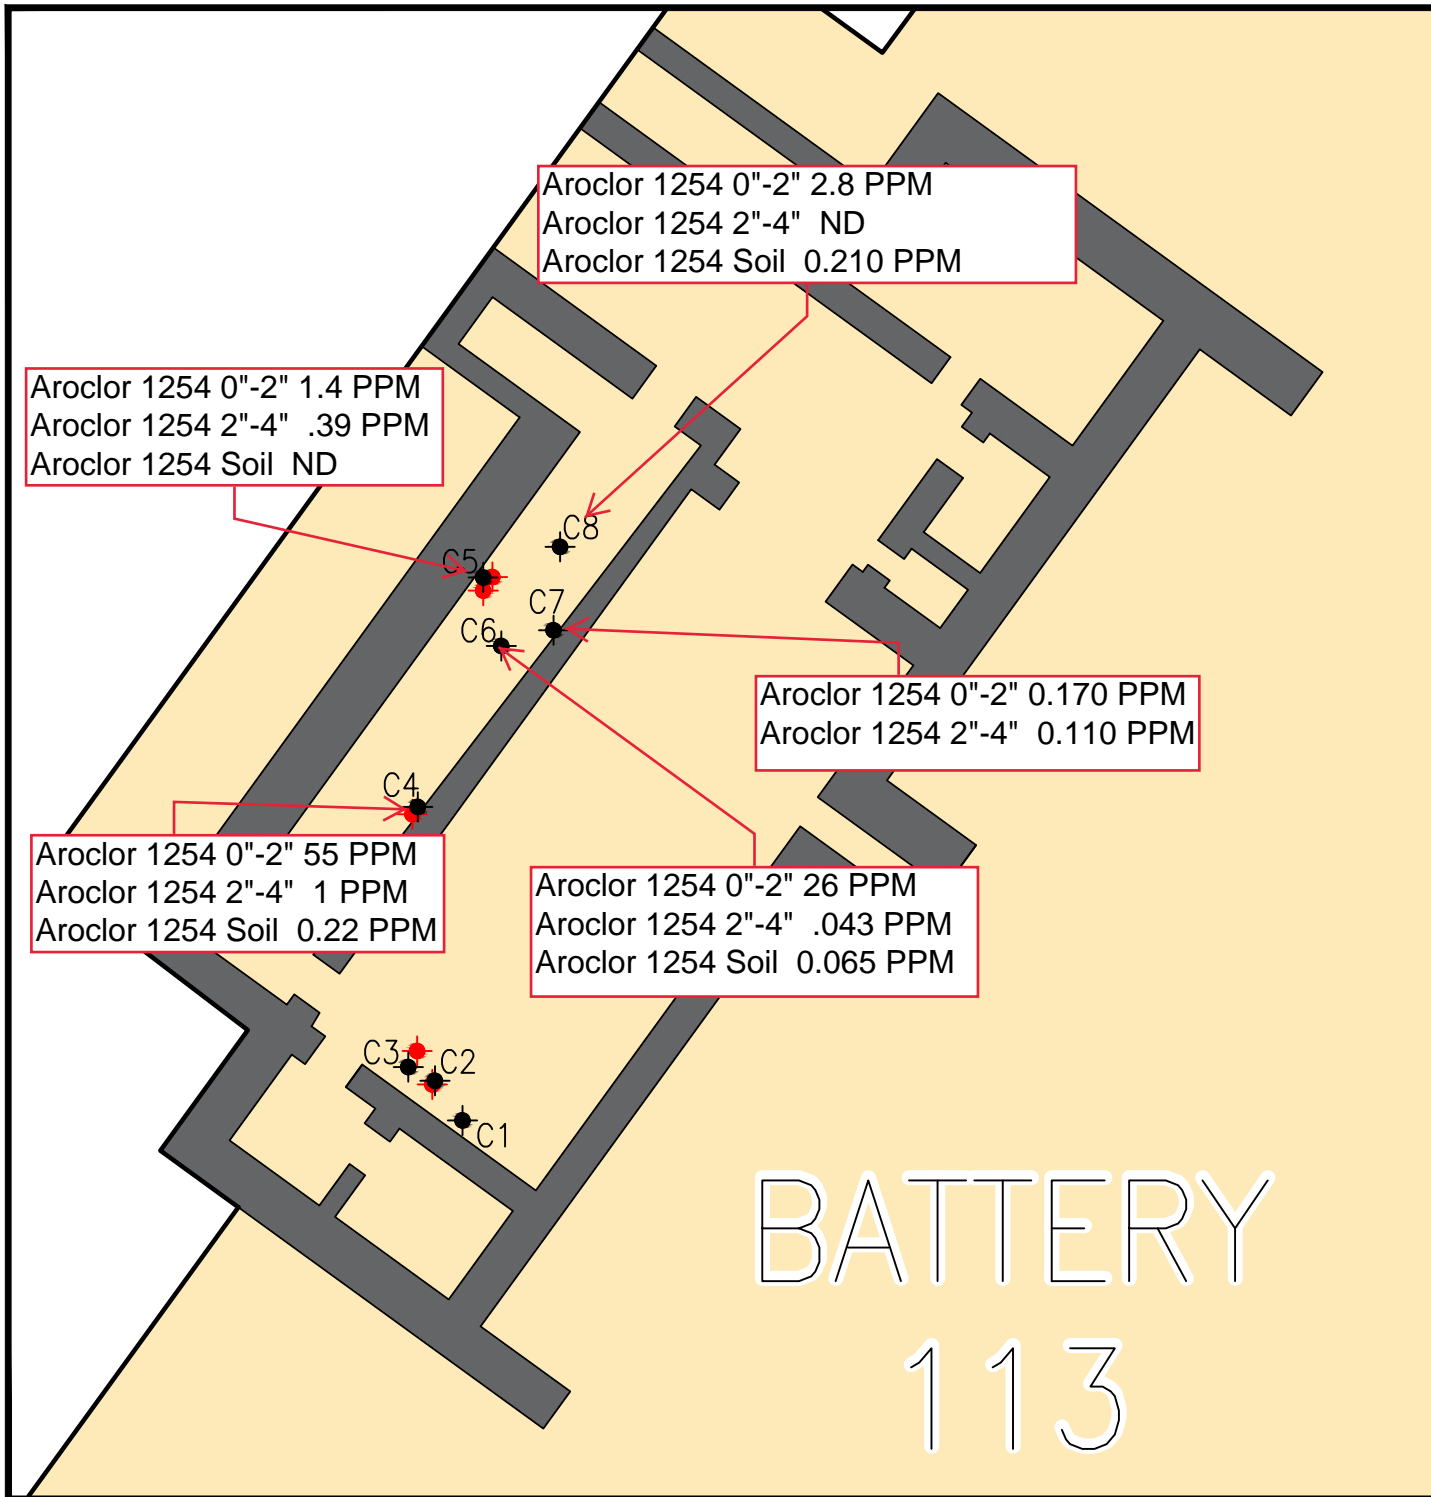 Aroclor 1254 0"-2" 2.8 PPM
Aroclor 1254 2"-4" ND
Aroclor 1254 Soil 0.210 PPM
Aroclor 1254 0"-2" 1.4 PPM
Aroclor 1254 2"-4" .39 PPM
Aroclor 1254 Soil ND
C8
C5
C7
C6
Aroclor 1254 0"-2" 0.170 PPM
Aroclor 1254 2"-4" 0.110 PPM
C4
Aroclor 1254 0"-2" 55 PPM
Aroclor 1254 2"-4" 1 PPM
Aroclor 1254 Soil 0.22 PPM
Aroclor 1254 0"-2" 26 PPM
Aroclor 1254 2"-4" .043 PPM
Aroclor 1254 Soil 0.065 PPM
C3
C2
C1
BATTERY
113